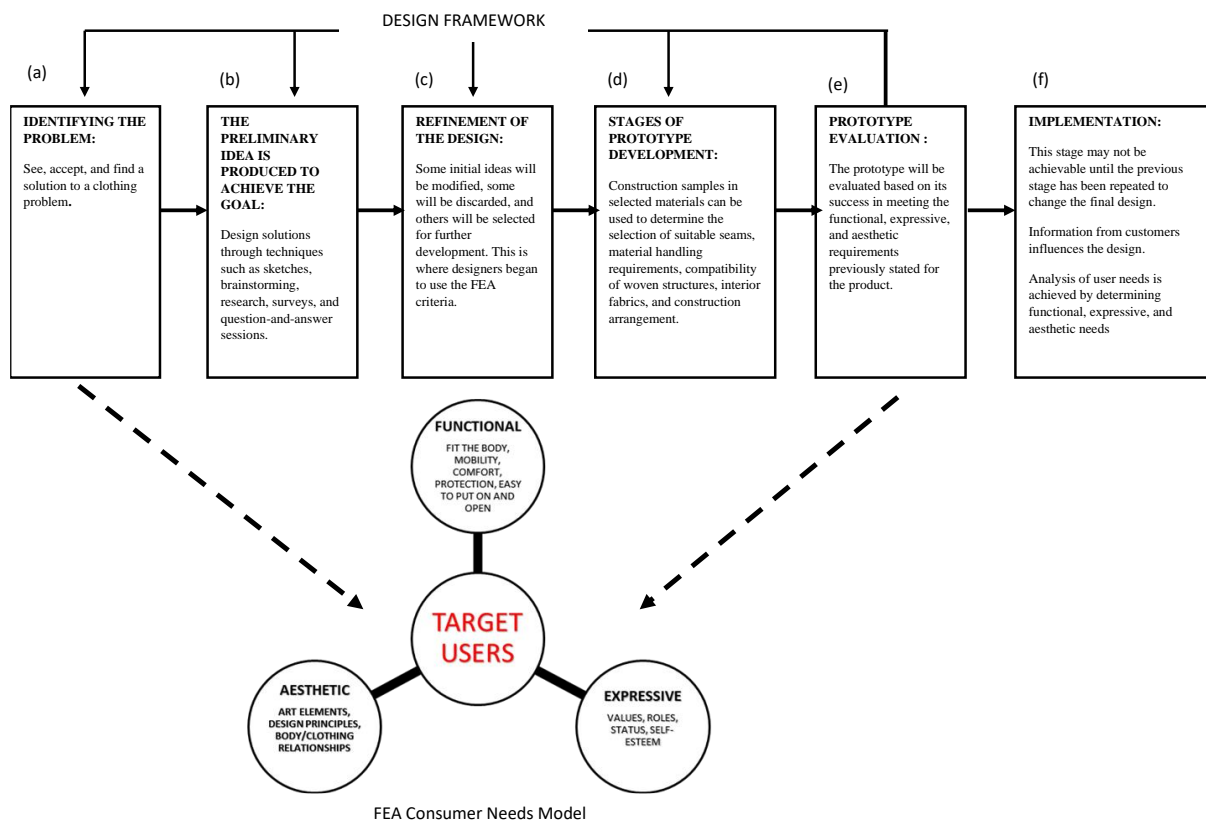 DESIGN FRAMEWORK
(a)
IDENTIFYING THE
PROBLEM:
See, accept, and find a
solution to a clothing
problem.
(b)
THE
PRELIMINARY
IDEA IS
PRODUCED TO
ACHIEVE THE
GOAL:
Design solutions
through techniques
such as sketches,
brainstorming,
research, surveys, and
question-and-answer
sessions.
(c)
REFINEMENT OF
THE DESIGN:
Some initial ideas will
be modified, some
will be discarded, and
others will be selected
for further
development. This is
where designers began
to use the FEA
criteria.
(d)
STAGES OF
PROTOTYPE
DEVELOPMENT:
Construction samples in
selected materials can be
used to determine the
selection of suitable seams,
material handling
requirements, compatibility
of woven structures, interior
fabrics, and construction
arrangement.
(e)
PROTOTYPE
EVALUATION :
The prototype will be
evaluated based on its
success in meeting the
functional, expressive,
and aesthetic
requirements
previously stated for
the product.
(f)
IMPLEMENTATION:
This stage may not be
achievable until the previous
stage has been repeated to
change the final design.
Information from customers
influences the design.
Analysis of user needs is
achieved by determining
functional, expressive, and
aesthetic needs
FUNCTIONAL
FIT THE BODY,
MOBILITY,
COMFORT,
PROTECTION, EASY
TO PUT ON AND
OPEN
TARGET
USERS
AESTHETIC
ART ELEMENTS,
DESIGN PRINCIPLES,
BODY/CLOTHING
RELATIONSHIPS
EXPRESSIVE
VALUES, ROLES,
STATUS, SELF-
ESTEEM
FEA Consumer Needs Model